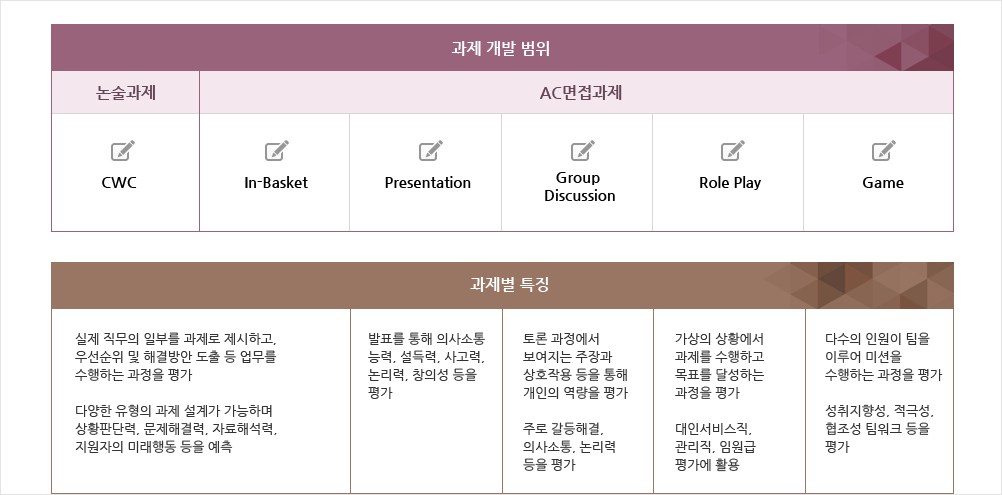 과제 개발 범위
논술과제
AC면접과제
CWC
In-Basket
Presentation
Group
Discussion
Role Play
Game
과제별 특징
실제 직무의 일부를 과제로 제시하고,
우선순위 및 해결방안 도출 등 업무를
수행하는 과정을 평가
다양한 유형의 과제 설계가 가능하며
상황판단력, 문제해결력, 자료해석력,
지원자의 미래행동 등을 예측
발표를 통해 의사소통
능력, 설득력, 사고력,
논리력, 창의성 등을
평가
토론 과정에서
보여지는 주장과
상호작용 등을 통해
개인의 역량을 평가
주로 갈등해결,
의사소통, 논리력
등을 평가
가상의 상황에서
과제를 수행하고
목표를 달성하는
과정을 평가
대인서비스직,
관리직, 임원급
평가에 활용
다수의 인원이 팀을
이루어 미션을
수행하는 과정을 평가
성취지향성, 적극성,
협조성 팀워크 등을
평가